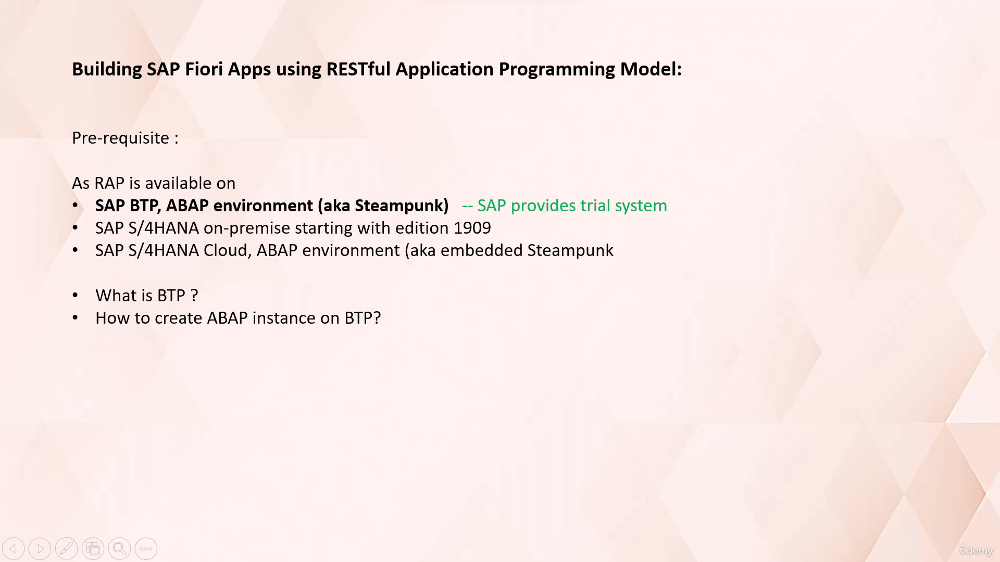 Building SAP Fiori Apps using RESTful Application Programming Model:
Pre-requisite :
As RAP is available on
• SAP BTP, ABAP environment (aka Steampunk) -- SAP provides trial system
• SAP S/4HANA on-premise starting with edition 1909
• SAP S/4HANA Cloud, ABAP environment (aka embedded Steampunk
• What is BTP ?
• How to create ABAP instance on BTP?
ûdemy